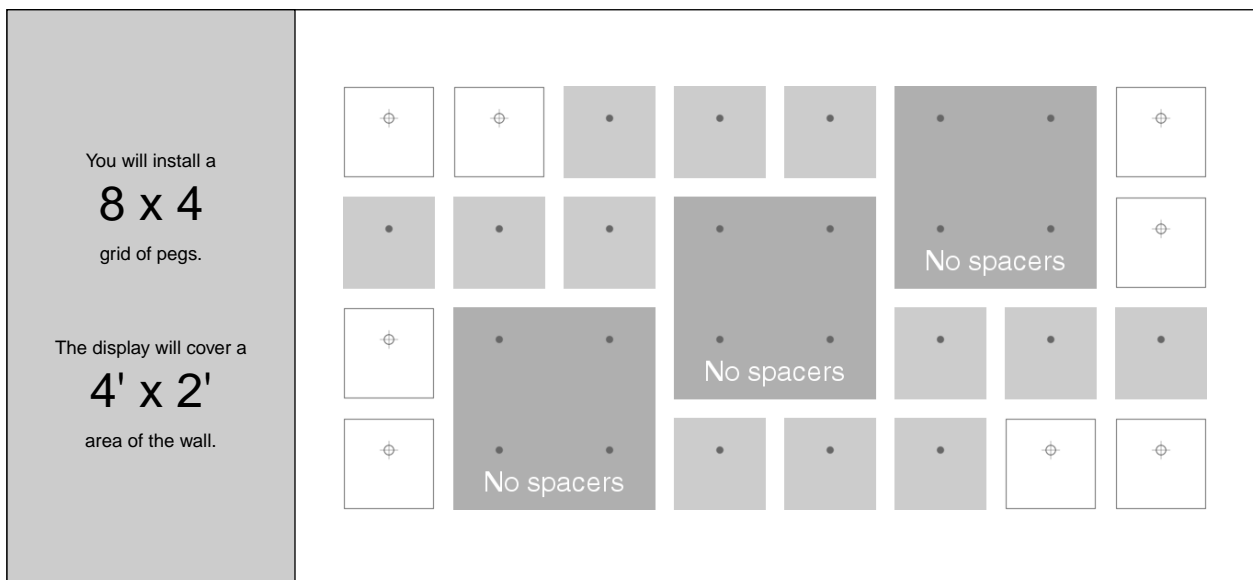 You will install a
8 x 4
grid of pegs.
The display will cover a
4' x 2'
area of the wall.
No spacers
No spacers
No spacers